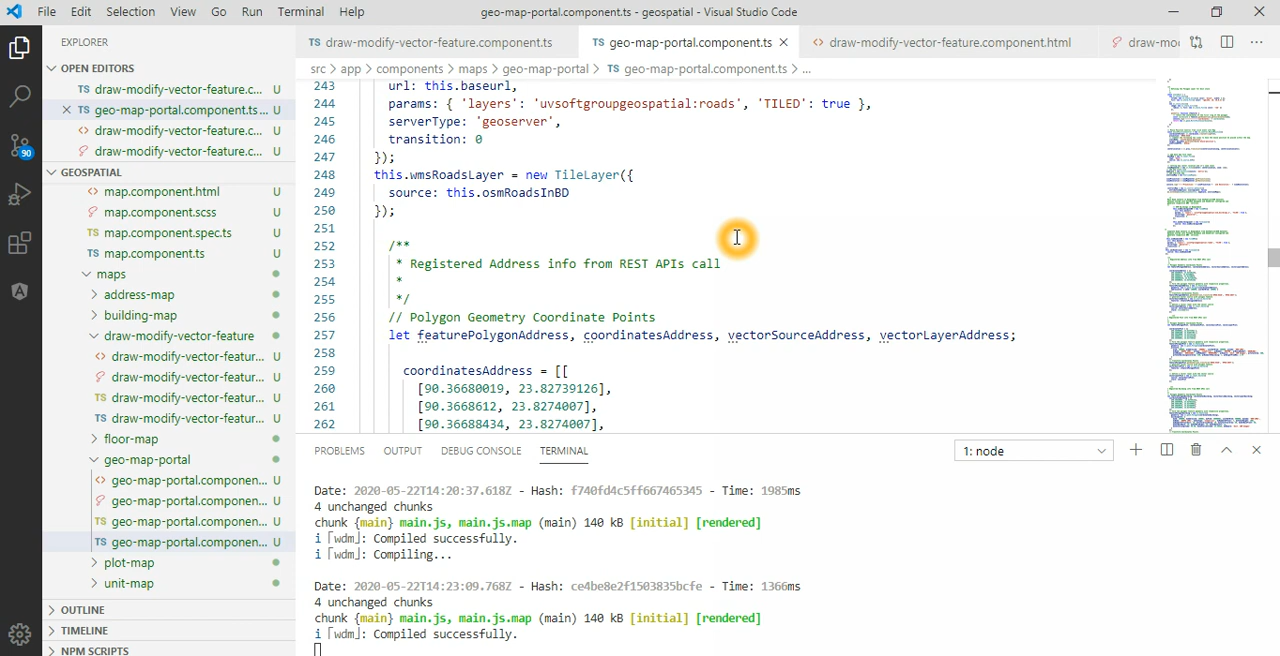 File Edit Selection View Go Run Terminal Help
geo-map-portal.component.ts - geospatial - Visual Studio Code
EXPLORER
OPEN EDITORS
TS draw-modify-vector-feature.c... U
TS geo-map-portal.component.ts... U
<> draw-modify-vector-feature.c... U
draw-modify-vector-feature.c... U
GEOSPATIAL
<> map.component.html U
map.component.scss U
TS map.component.spec.ts U
TS map.component.ts U
maps
address-map
building-map
draw-vector-feature
<> draw-modify-vector-featur... U
draw-modify-vector-featur... U
TS draw-modify-vector-featur... U
TS draw-modify-vector-featur... U
floor-map
geo-map-portal
<> geo-map-portal.componen... U
geo-map-portal.componen... U
TS geo-map-portal.componen... U
TS geo-map-portal.componen... U
plot-map
unit-map
OUTLINE
TIMELINE
NPM SCRIPTS
90
TS draw-modify-vector-feature.component.ts
TS geo-map-portal.component.ts
<> draw-modify-vector-feature.component.html
draw-mo
src > app > components > maps > geo-map-portal > TS geo-map-portal.component.ts > ...
243 url: this.baseurl,
244 params: { 'layers': 'uvsoftgroupgeospatial:roads', 'TILED': true },
245 serverType: 'geoserver',
246 transition: 0
247 });
248 = new TileLayer({
249 source:
250 });
251
252 /**
253 * Registered Address info from REST APIs call
254 *
255 */
256 // Polygon Geometry Coordinate Points
257 let featurePolygonAddress, coordinatesAddress, vectorSourceAddress, vectorLayerAddress;
258
259 coordinatesAddress = [[
260 23.82739126],
261 [90.3668612, 23.8274007],
262 [90.36688434, 23.8274007],
PROBLEMS OUTPUT DEBUG CONSOLE TERMINAL
1: node
Date: 2020-05-22T14:20:37.618Z - Hash: f740fd4c5ff667465345 - Time: 1985ms
4 unchanged chunks
chunk {main} main.js, main.js.map (main) 140 kB [initial] [rendered]
i ｢wdm｣: Compiled successfully.
i ｢wdm｣: Compiling...
Date: 2020-05-22T14:23:09.768Z - Hash: ce4be8e2f1503835bcfe - Time: 1366ms
4 unchanged chunks
chunk {main} main.js, main.js.map (main) 140 kB [initial] [rendered]
i ｢wdm｣: Compiled successfully.